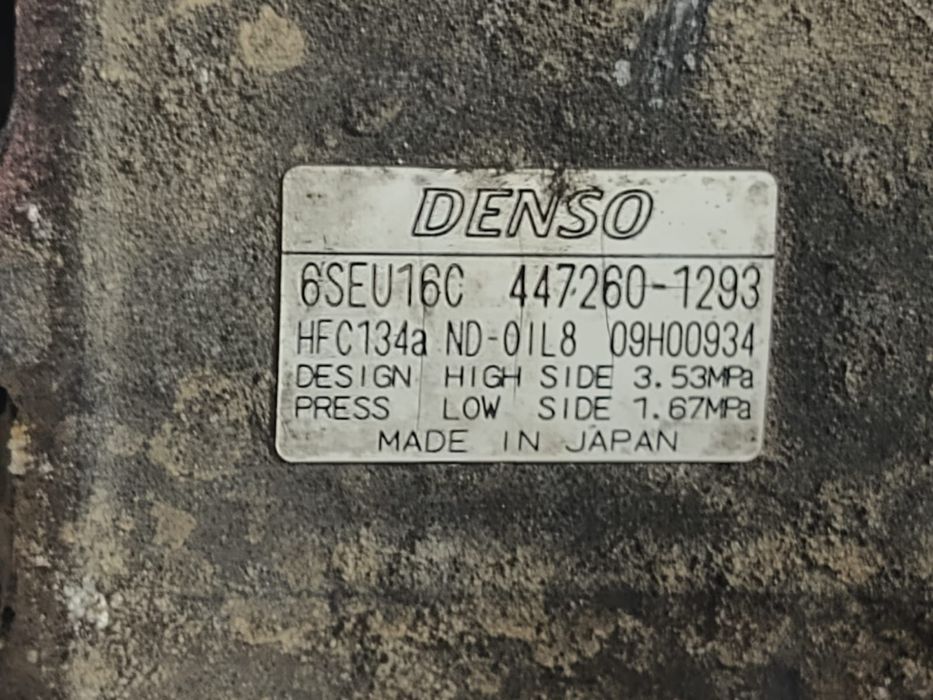 DENSO
6SEU16C 447260-1293
HFC134a ND-OIL8 09H00934
DESIGN HIGH SIDE 3.53MPa
PRESS LOW SIDE 1.67MPa
MADE IN JAPAN